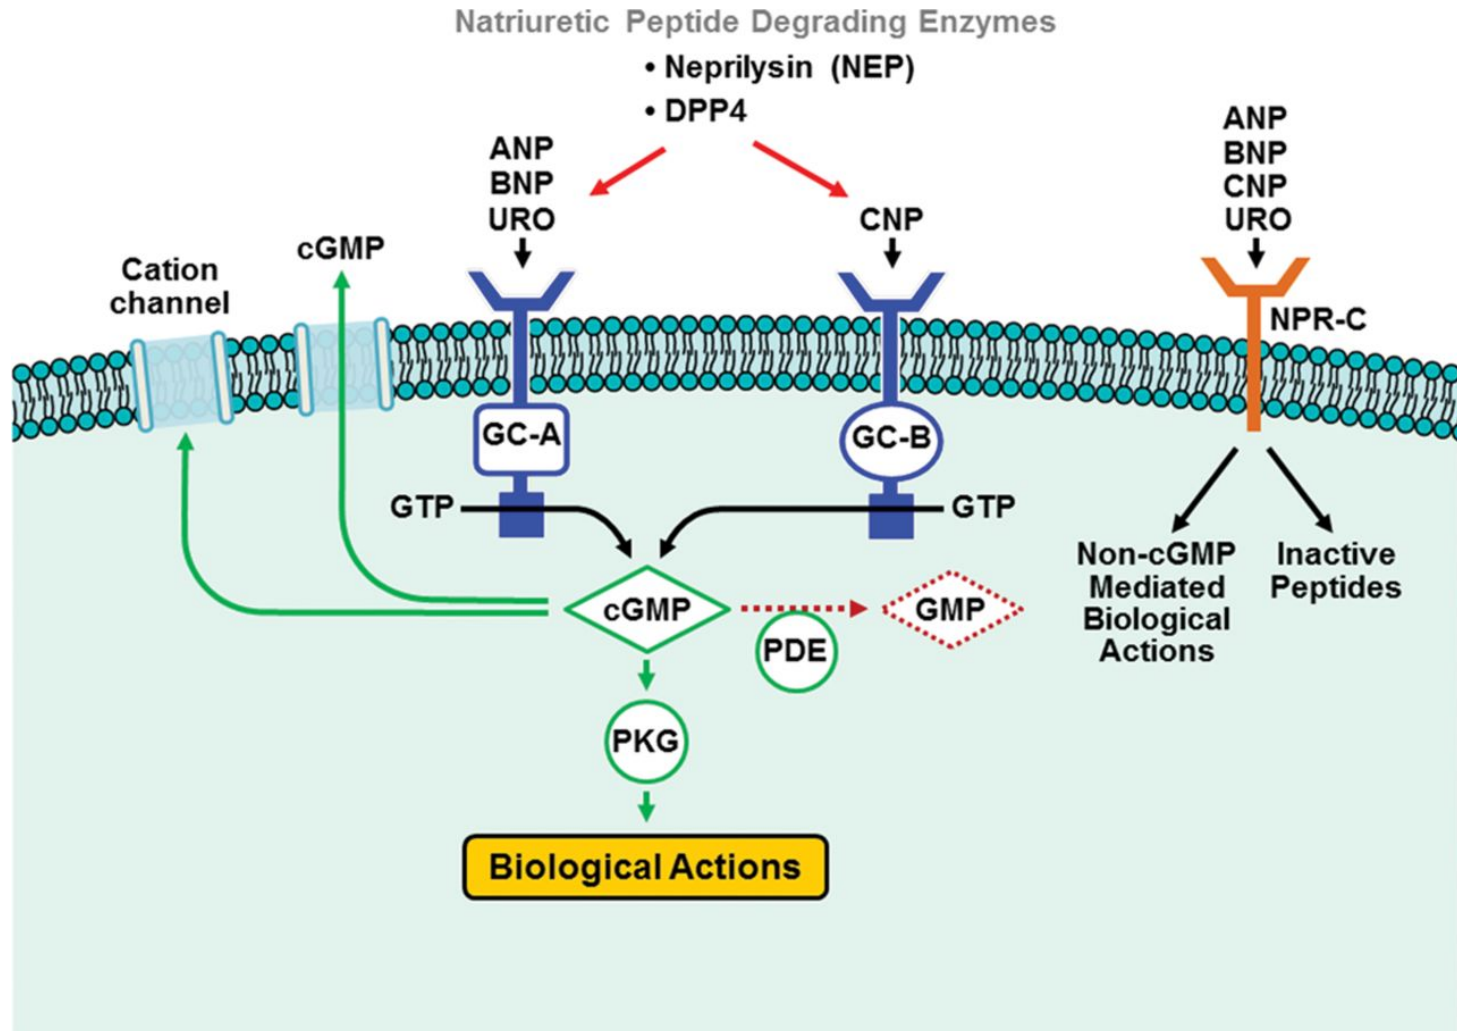 Natriuretic Peptide Degrading Enzymes
• Neprilysin (NEP)
• DPP4
ANP
BNP
URO
CNP
ANP
BNP
CNP
URO
cGMP
Cation
channel
NPR-C
GC-A
GC-B
GTP
GTP
cGMP
GMP
PDE
Non-cGMP
Mediated
Biological
Actions
Inactive
Peptides
PKG
Biological Actions